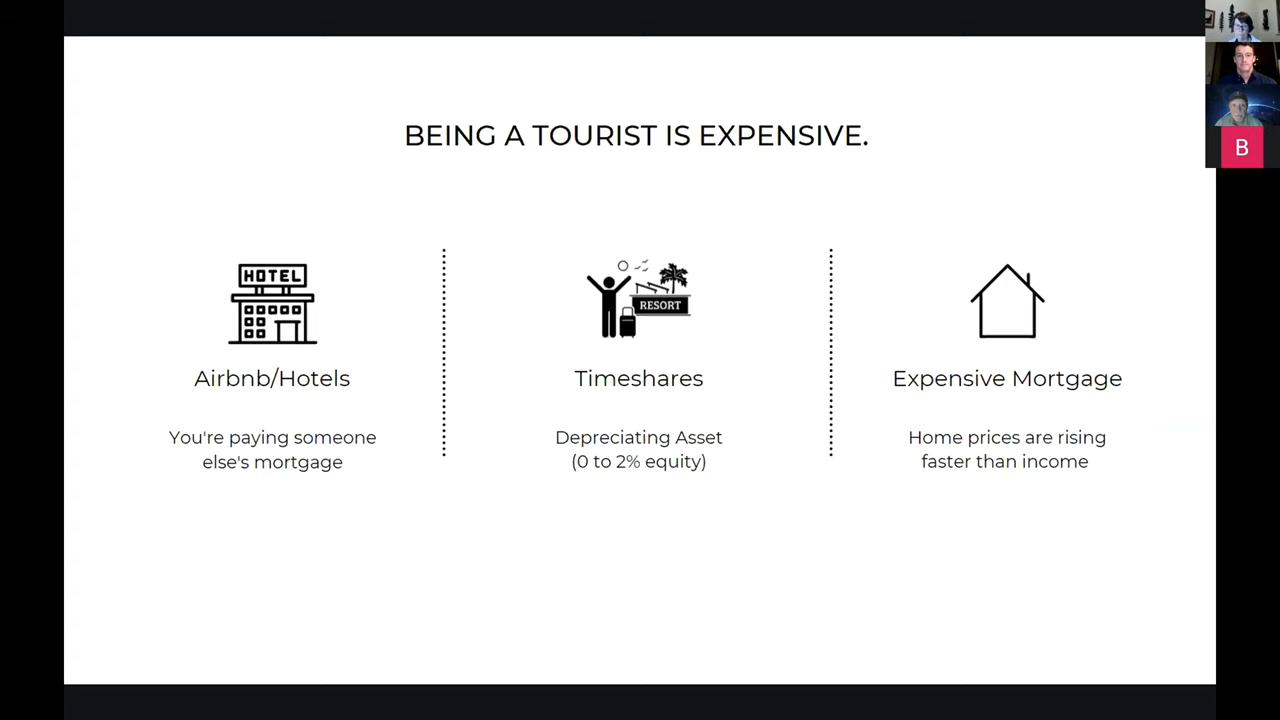 BEING A TOURIST IS EXPENSIVE.
HOTEL
RESORT
Airbnb/Hotels
Timeshares
Expensive Mortgage
You're paying someone
else's mortgage
Depreciating Asset
(0 to 2% equity)
Home prices are rising
faster than income
B